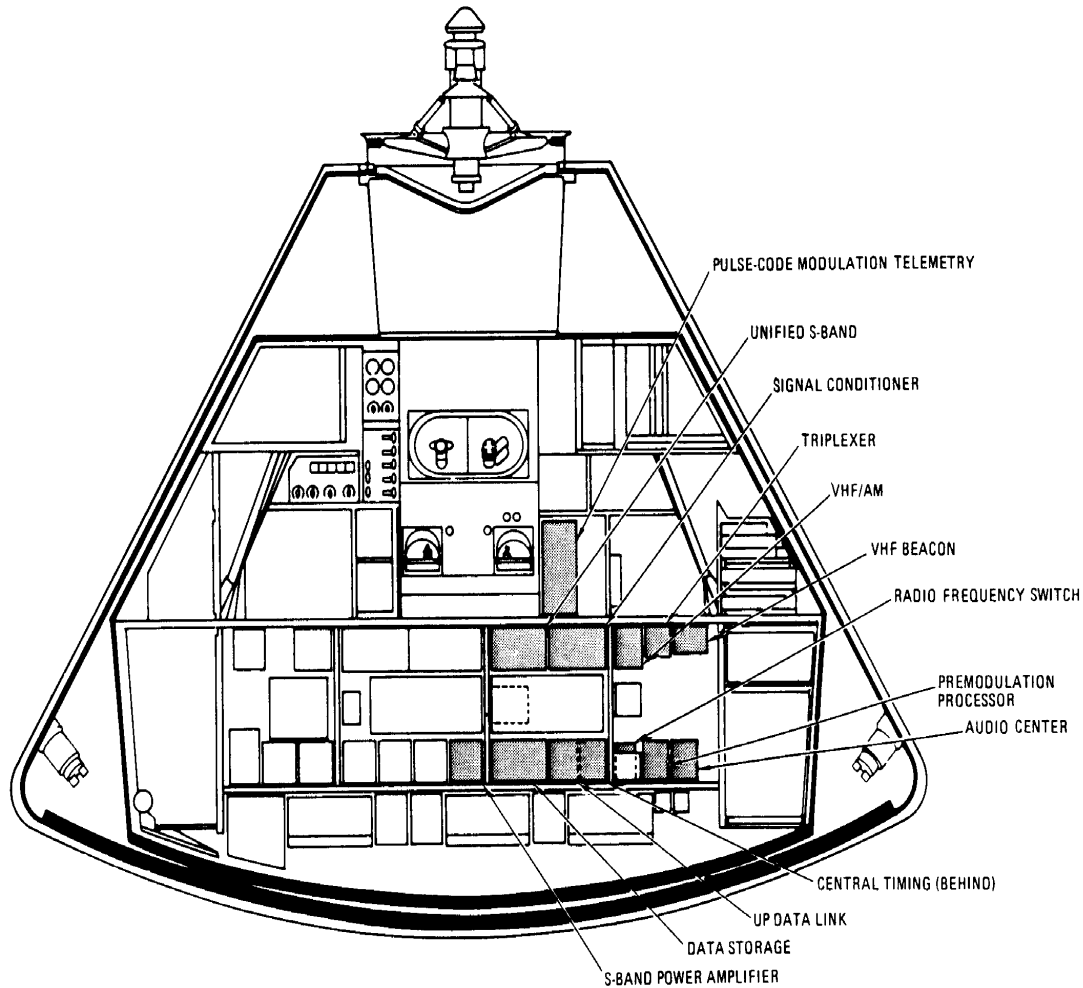 PULSE-CODE MODULATION TELEMETRY
UNIFIED S-BAND
SIGNAL CONDITIONER
TRIPLEXER
VHF/AM
VHF BEACON
RADIO FREQUENCY SWITCH
PREMODULATION
PROCESSOR
AUDIO CENTER
CENTRAL TIMING (BEHIND)
UP DATA LINK
DATA STORAGE
S-BAND POWER AMPLIFIER